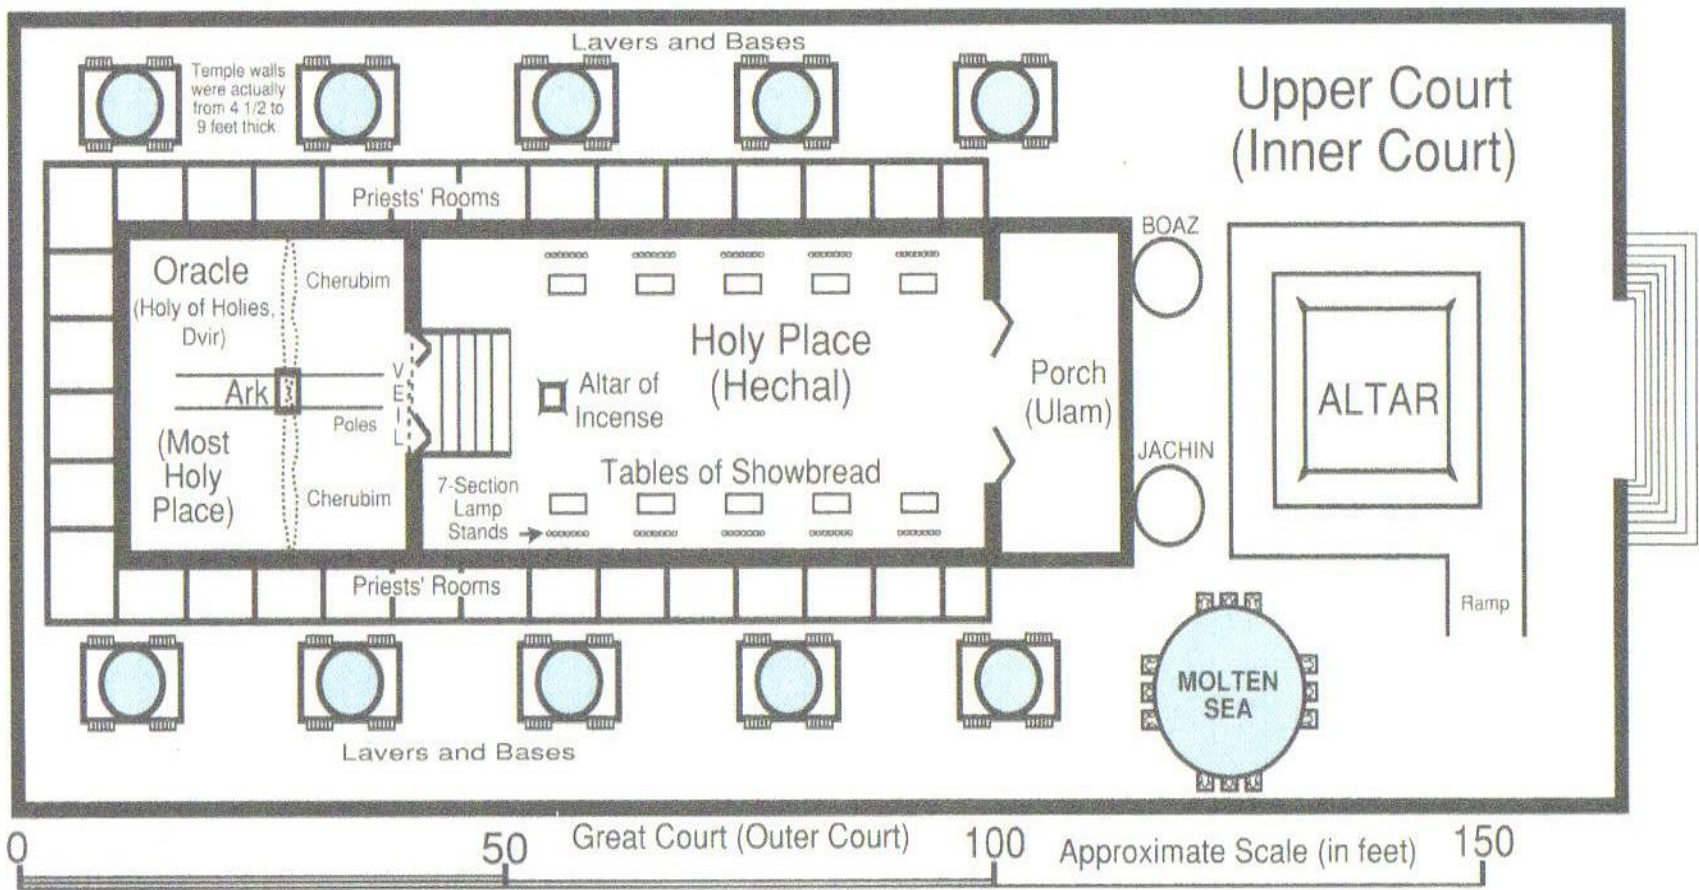 Lavers and Bases
Temple walls
were actually
from 4 1/2 to
9 feet thick
Upper Court
(Inner Court)
Priests' Rooms
BOAZ
Oracle
(Holy of Holies,
Dvir)
Cherubim
Holy Place
(Hechal)
Ark
VEIL
Poles
Altar of
Incense
Porch
(Ulam)
ALTAR
(Most
Holy
Place)
Cherubim
Tables of Showbread
7-Section
Lamp
Stands
JACHIN
Priests' Rooms
Ramp
MOLTEN
SEA
Lavers and Bases
0
50
Great Court (Outer Court)
100
Approximate Scale (in feet)
150